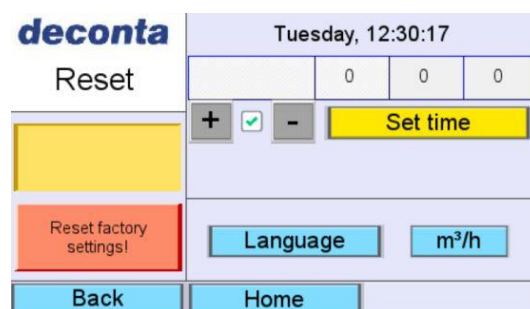 deconta
Tuesday, 12:30:17
Reset
0 0 0
+ -
Set time
Reset factory
settings!
Language
m³/h
Back
Home